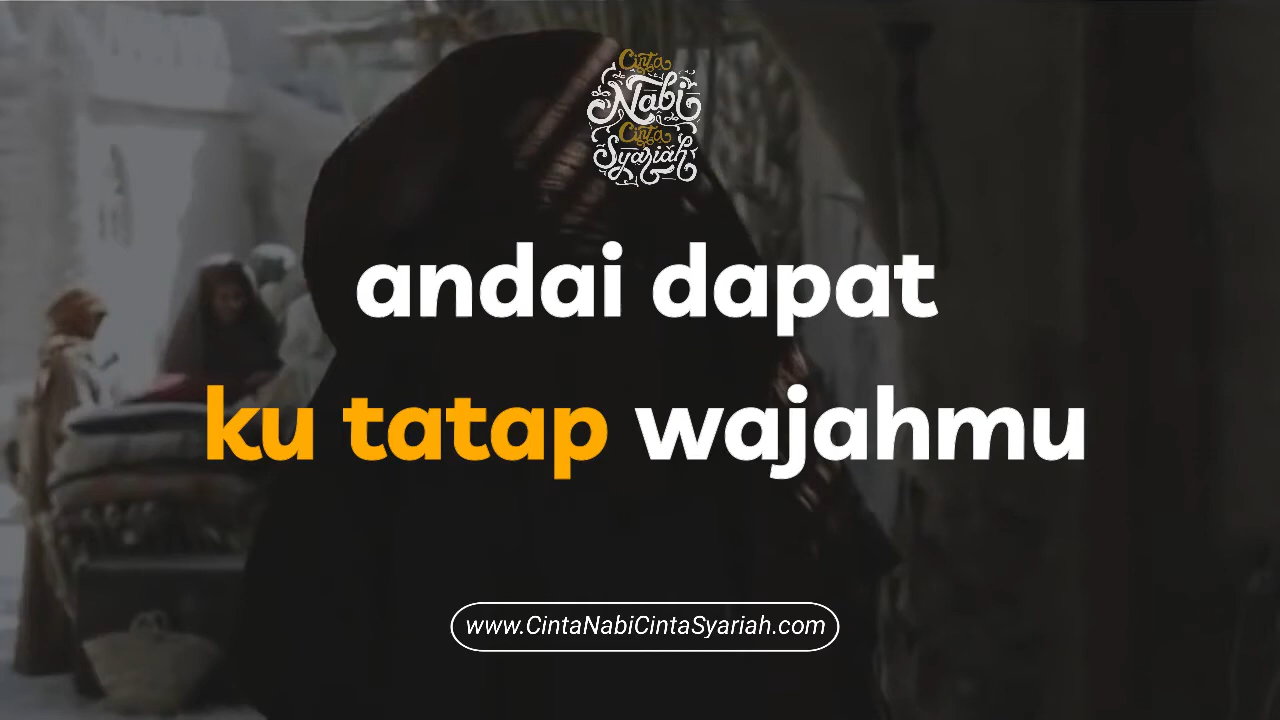 Cinta
Nabi
Cinta
Syariah
andai dapat
ku tatap wajahmu
www.CintaNabiCintaSyariah.com